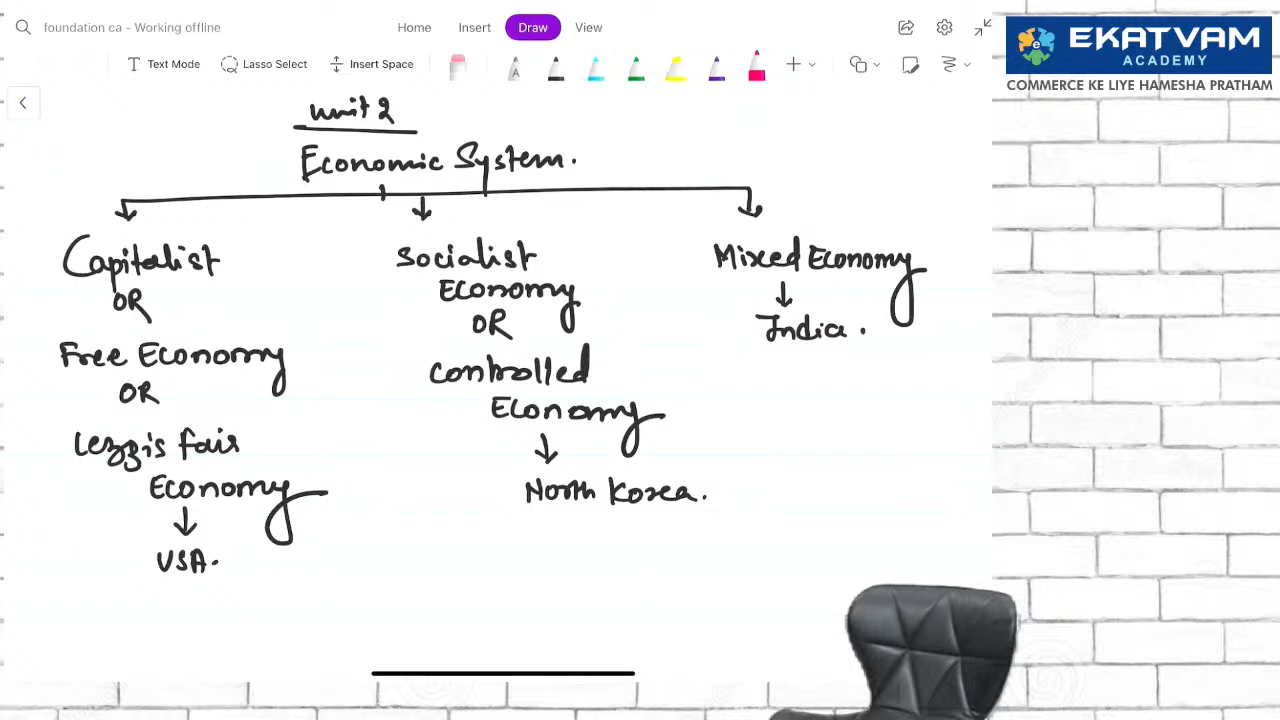 foundation ca - Working offline
Home
Insert
Draw
View
Text Mode
Lasso Select
Insert Space
A
EKATVAM
ACADEMY
COMMERCE KE LIYE HAMESHA PRATHAM
Unit 2
Economic System.
Capitalist
OR
Free Economy
OR
Lezzis fair
Economy
USA.
Socialist
Economy
OR
Controlled
Economy
North Korea.
Mixed Economy
India.